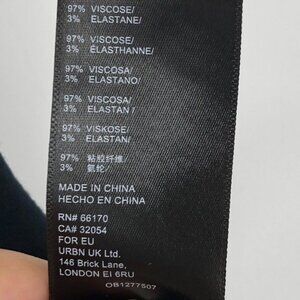 97% VISCOSE/
3% ELASTANE/
97% VISCOSE/
3% ÉLASTHANNE/
97% VISCOSA/
3% ELASTANO/
97% VISCOSA/
3% ELASTAN/
97% VISKOSE/
3% ELASTAN/
97% 粘胶纤维/
3% 氨纶/
MADE IN CHINA
HECHO EN CHINA
RN# 66170
CA# 32054
FOR EU
URBN UK Ltd.
146 Brick Lane,
LONDON EI 6RU
OB1277507